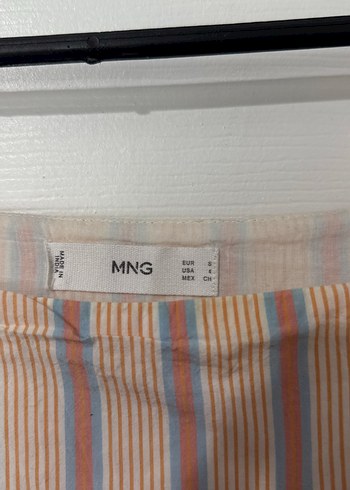 MADE IN
INDIA
MNG
EUR S
USA
MEX CH